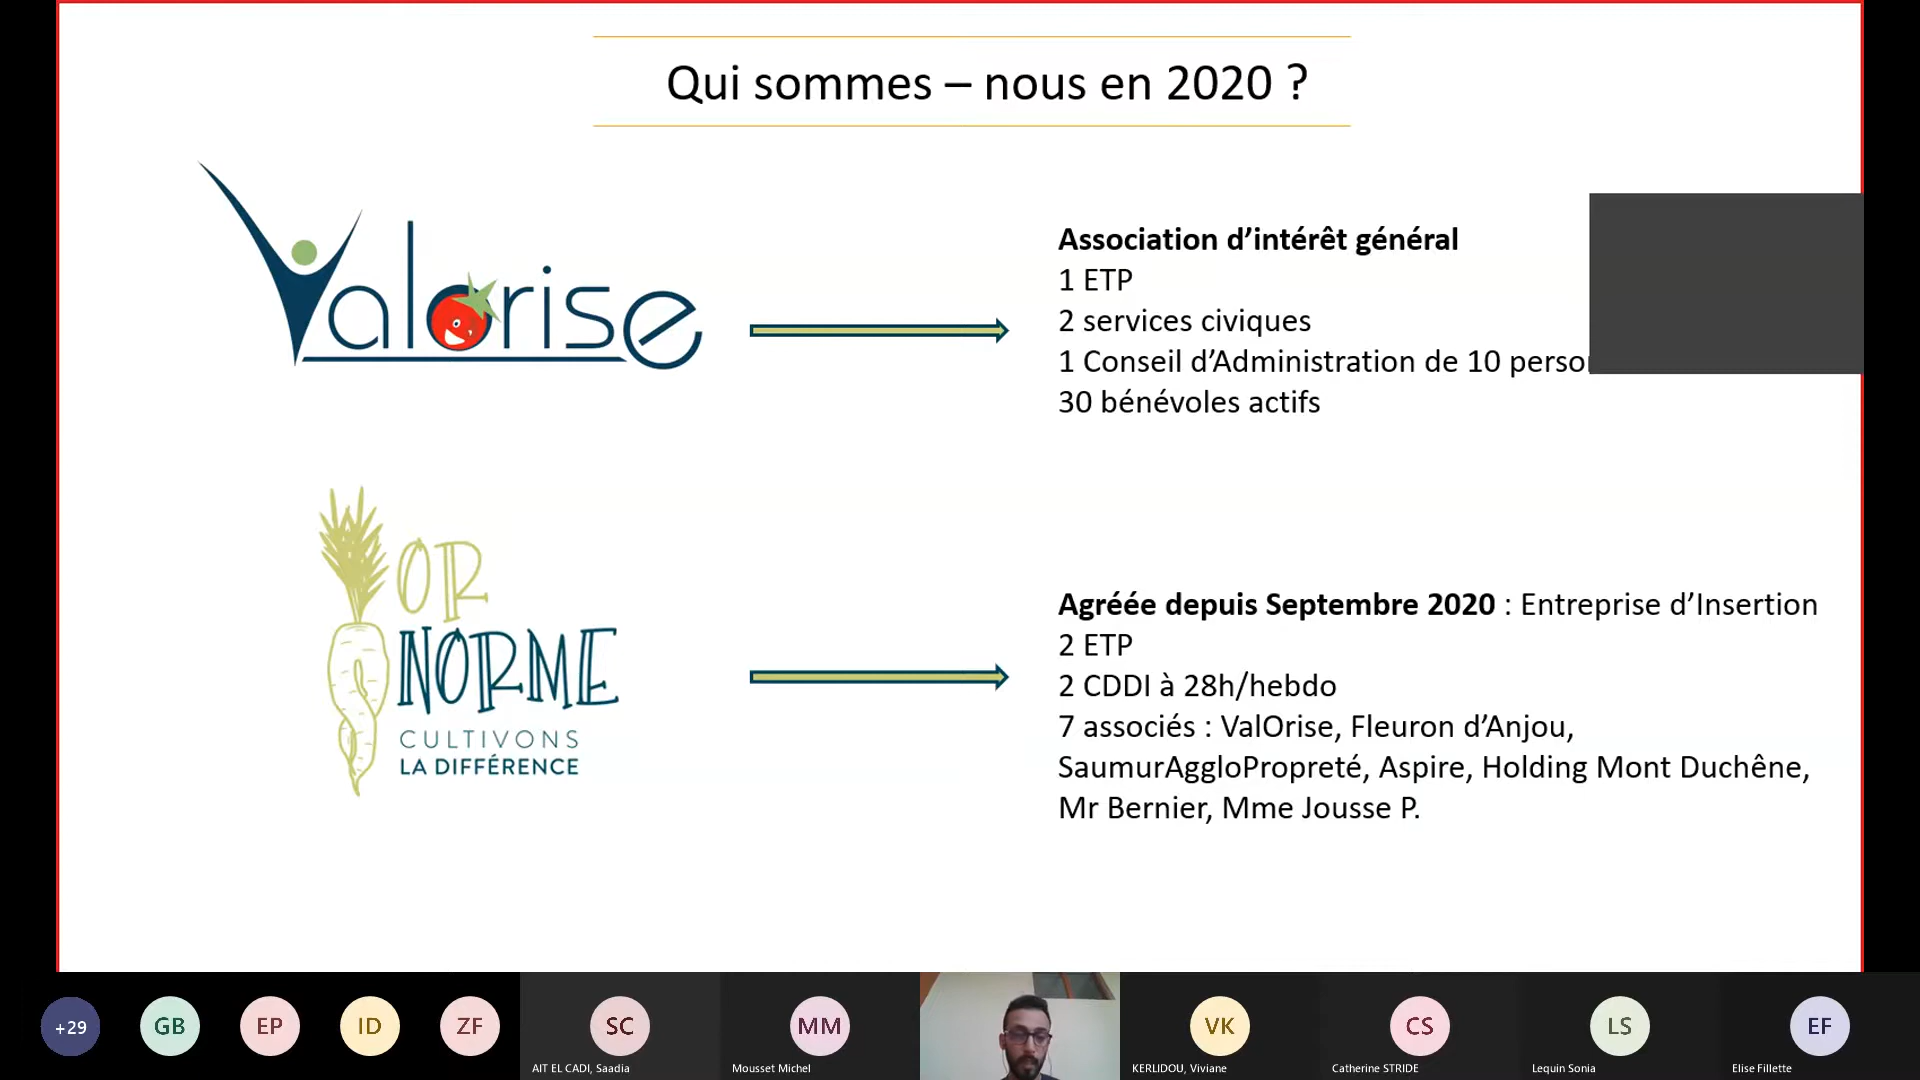 Qui sommes – nous en 2020 ?
Valorise
Association d’intérêt général
1 ETP
2 services civiques
1 Conseil d’Administration de 10
30 bénévoles actifs
OR
NORME
CULTIVONS
LA DIFFÉRENCE
Agréée depuis Septembre 2020 : Entreprise d’Insertion
2 ETP
2 CDDI à 28h/hebdo
7 associés : ValOrise, Fleuron d’Anjou,
SaumurAggloPropreté, Aspire, Holding Mont Duchêne,
Mr Bernier, Mme Jousse P.
+29
GB
EP
ID
ZF
SC
AIT EL CADI, Saadia
MM
Mousset Michel
VK
KERLIDOU, Viviane
CS
Catherine STRIDE
LS
Lequin Sonia
EF
Elise Fillette